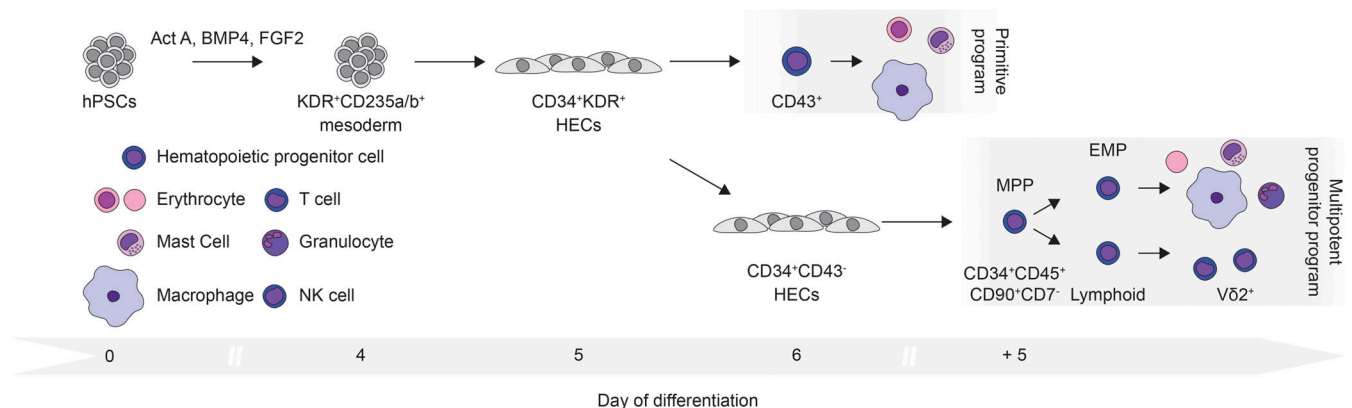 Act A, BMP4, FGF2
hPSCs
KDR⁺CD235a/b⁺
mesoderm
CD34⁺KDR⁺
HECs
CD43⁺
Primitive
program
Hematopoietic progenitor cell
Erythrocyte
T cell
Mast Cell
Granulocyte
Macrophage
NK cell
CD34⁺CD43⁻
HECs
MPP
EMP
CD34⁺CD45⁺
CD90⁺CD7⁻
Lymphoid
Vδ2⁺
Multipotent
progenitor program
0
4
5
6
+ 5
Day of differentiation